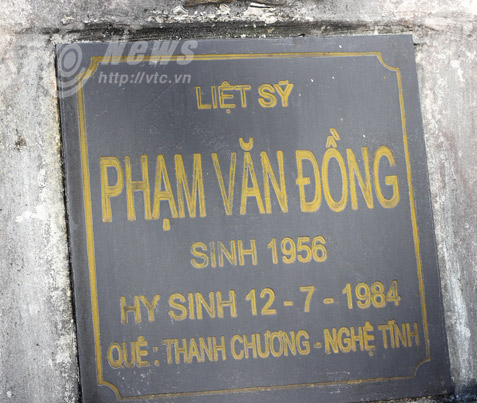 News
http://vtc.vn
LIỆT SỸ
PHẠM VĂN ĐỒNG
SINH 1956
HY SINH 12 - 7 - 1984
QUÊ : THANH CHƯƠNG - NGHỆ TĨNH